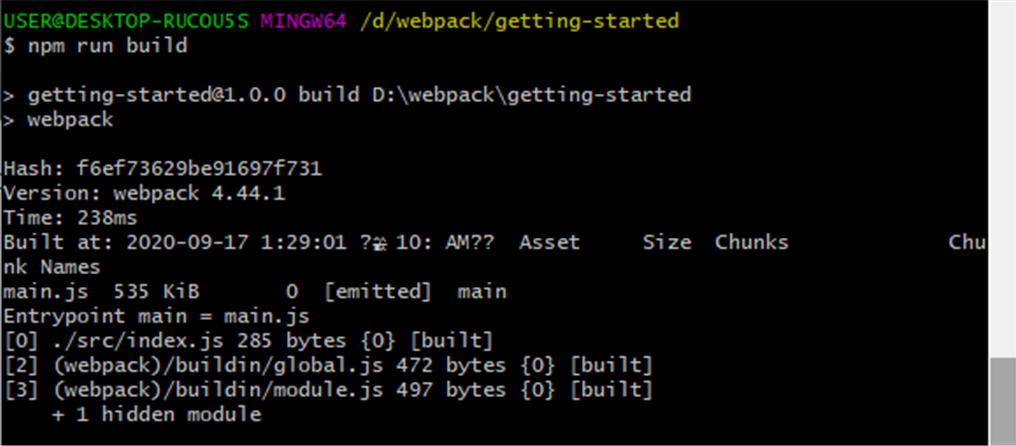 USER@DESKTOP-RUCOU5S MINGW64 /d/webpack/getting-started
$ npm run build
> getting-started@1.0.0 build D:\webpack\getting-started
> webpack
Hash: f6ef73629be91697f731
Version: webpack 4.44.1
Time: 238ms
Built at: 2020-09-17 1:29:01 ? 10: AM?? Asset Size Chunks Chu
nk Names
main.js 535 KiB 0 [emitted] main
Entrypoint main = main.js
[0] ./src/index.js 285 bytes {0} [built]
[2] (webpack)/buildin/global.js 472 bytes {0} [built]
[3] (webpack)/buildin/module.js 497 bytes {0} [built]
+ 1 hidden module